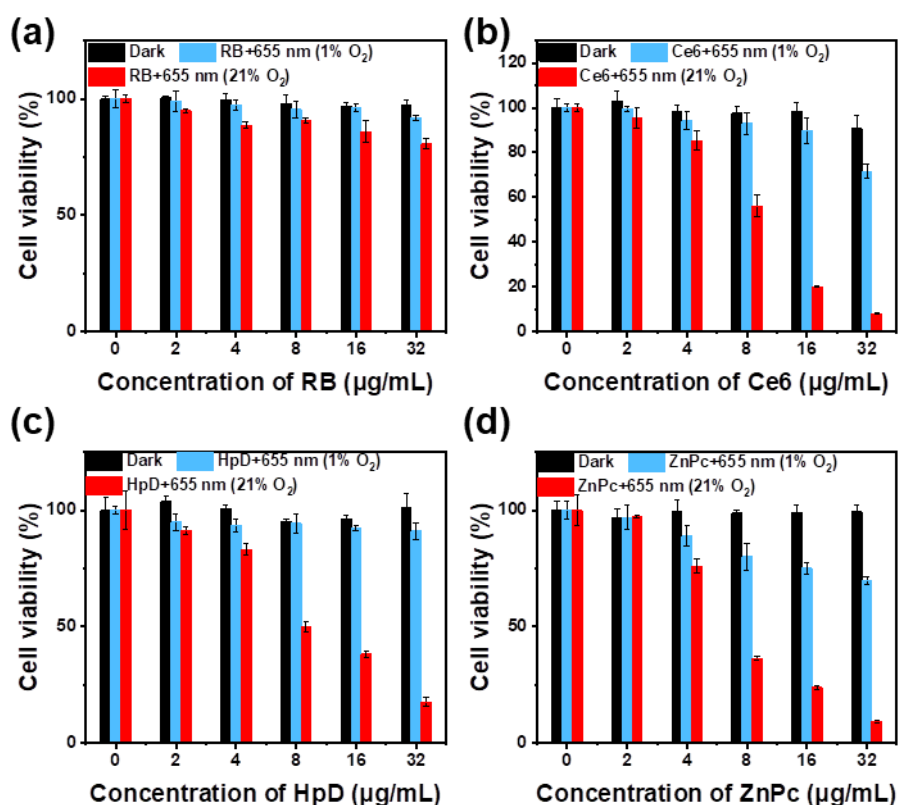 (a)
Dark RB+655 nm (1% O₂)
RB+655 nm (21% O₂)
Cell viability (%)
100
50
0
0 2 4 8 16 32
Concentration of RB (μg/mL)
(b)
Dark Ce6+655 nm (1% O₂)
Ce6+655 nm (21% O₂)
Cell viability (%)
120
100
80
60
40
20
0
0 2 4 8 16 32
Concentration of Ce6 (μg/mL)
(c)
Dark HpD+655 nm (1% O₂)
HpD+655 nm (21% O₂)
Cell viability (%)
100
50
0
0 2 4 8 16 32
Concentration of HpD (μg/mL)
(d)
Dark ZnPc+655 nm (1% O₂)
ZnPc+655 nm (21% O₂)
Cell viability (%)
100
50
0
0 2 4 8 16 32
Concentration of ZnPc (μg/mL)